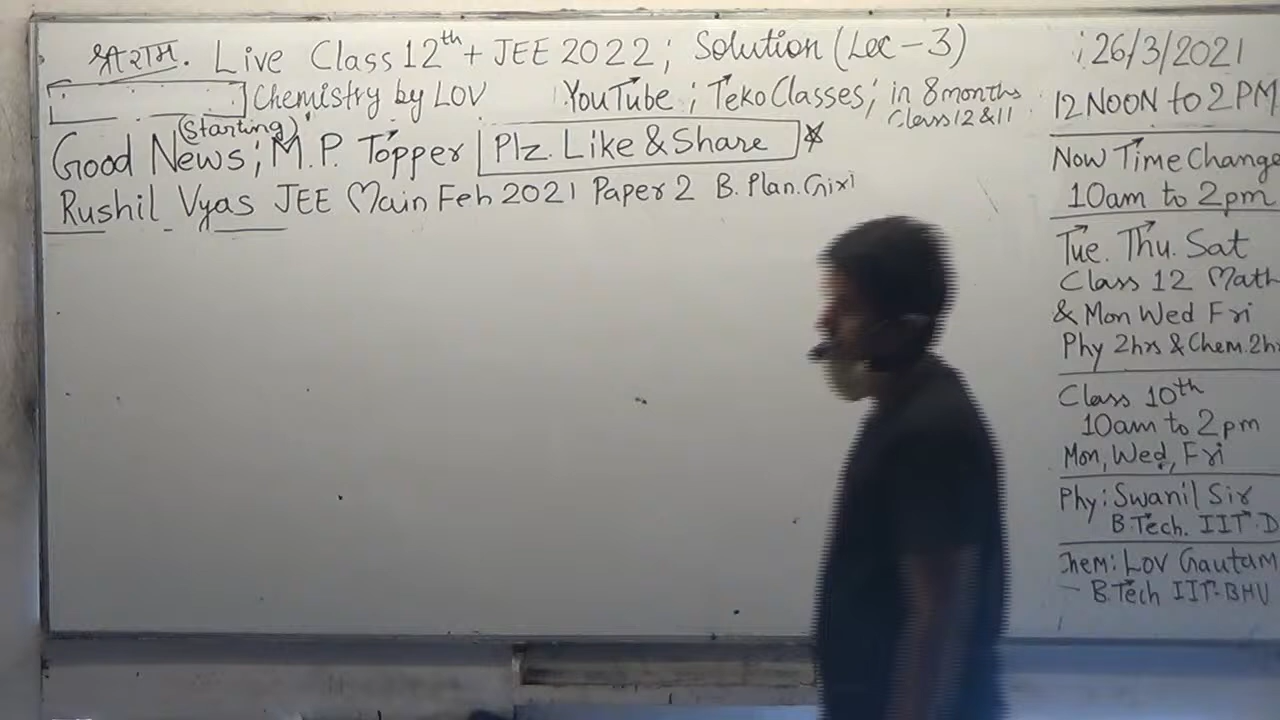 श्री राम. Live Class 12th + JEE 2022; Solution (Lec - 3)
Chemistry by LOV YouTube; TekoClasses; in 8 months
Class 12 & 11
(Starting)
Good News; M.P. Topper Plz. Like & Share
Rushil Vyas JEE Main Feb 2021 Paper 2 B. Plan.
26/3/2021
12 NOON to 2 PM
Now Time Change
10am to 2pm
Tue. Thu. Sat
Class 12 Math
& Mon Wed Fri
Phy 2hrs & Chem. 2hr
Class 10th
10am to 2pm
Mon, Wed, Fri
Phy: Swanil Sir
B.Tech. IIT-D
Chem: Lov Gautam
B.Tech IIT-BHU